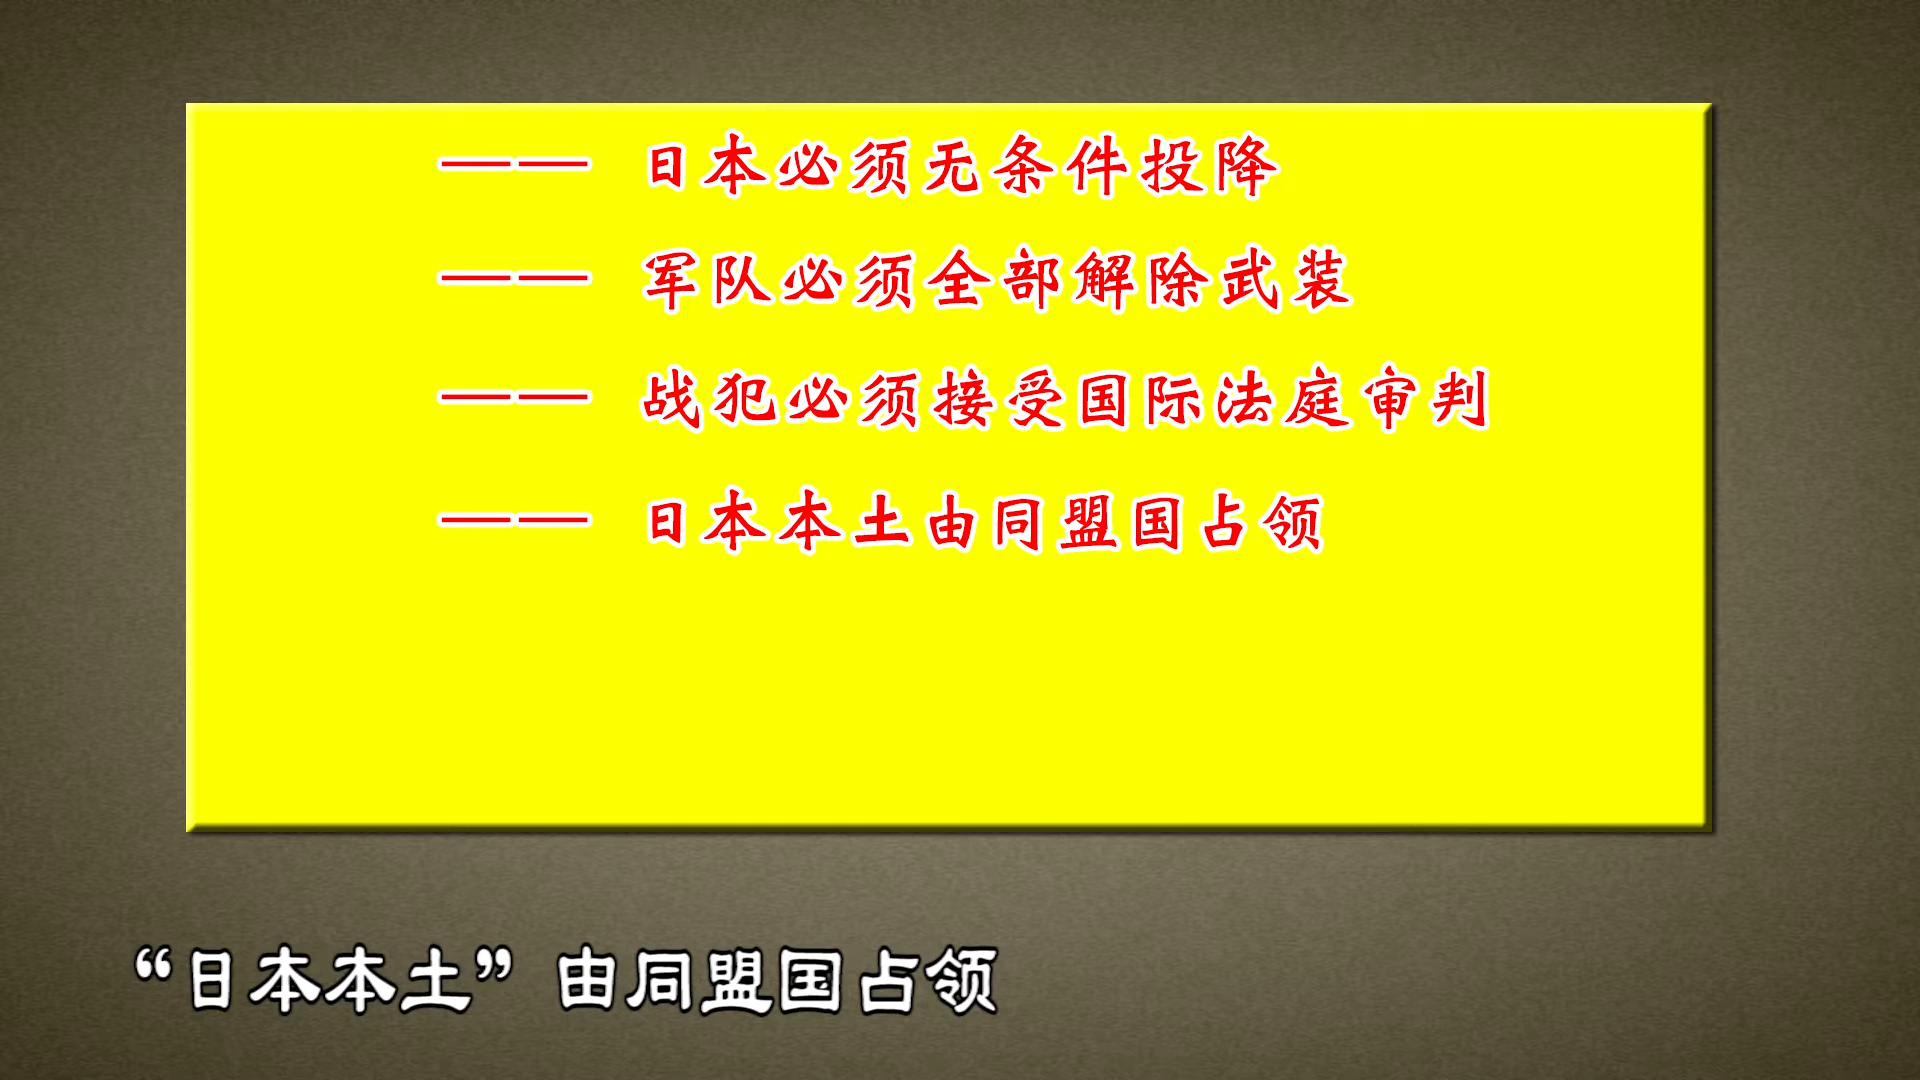 —— 日本必须无条件投降
—— 军队必须全部解除武装
—— 战犯必须接受国际法庭审判
—— 日本本土由同盟国占领
“日本本土”由同盟国占领